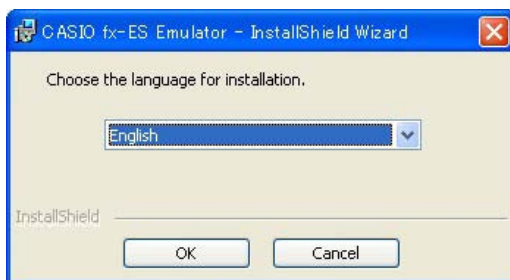 CASIO fx-ES Emulator - InstallShield Wizard
Choose the language for installation.
English
InstallShield
OK
Cancel